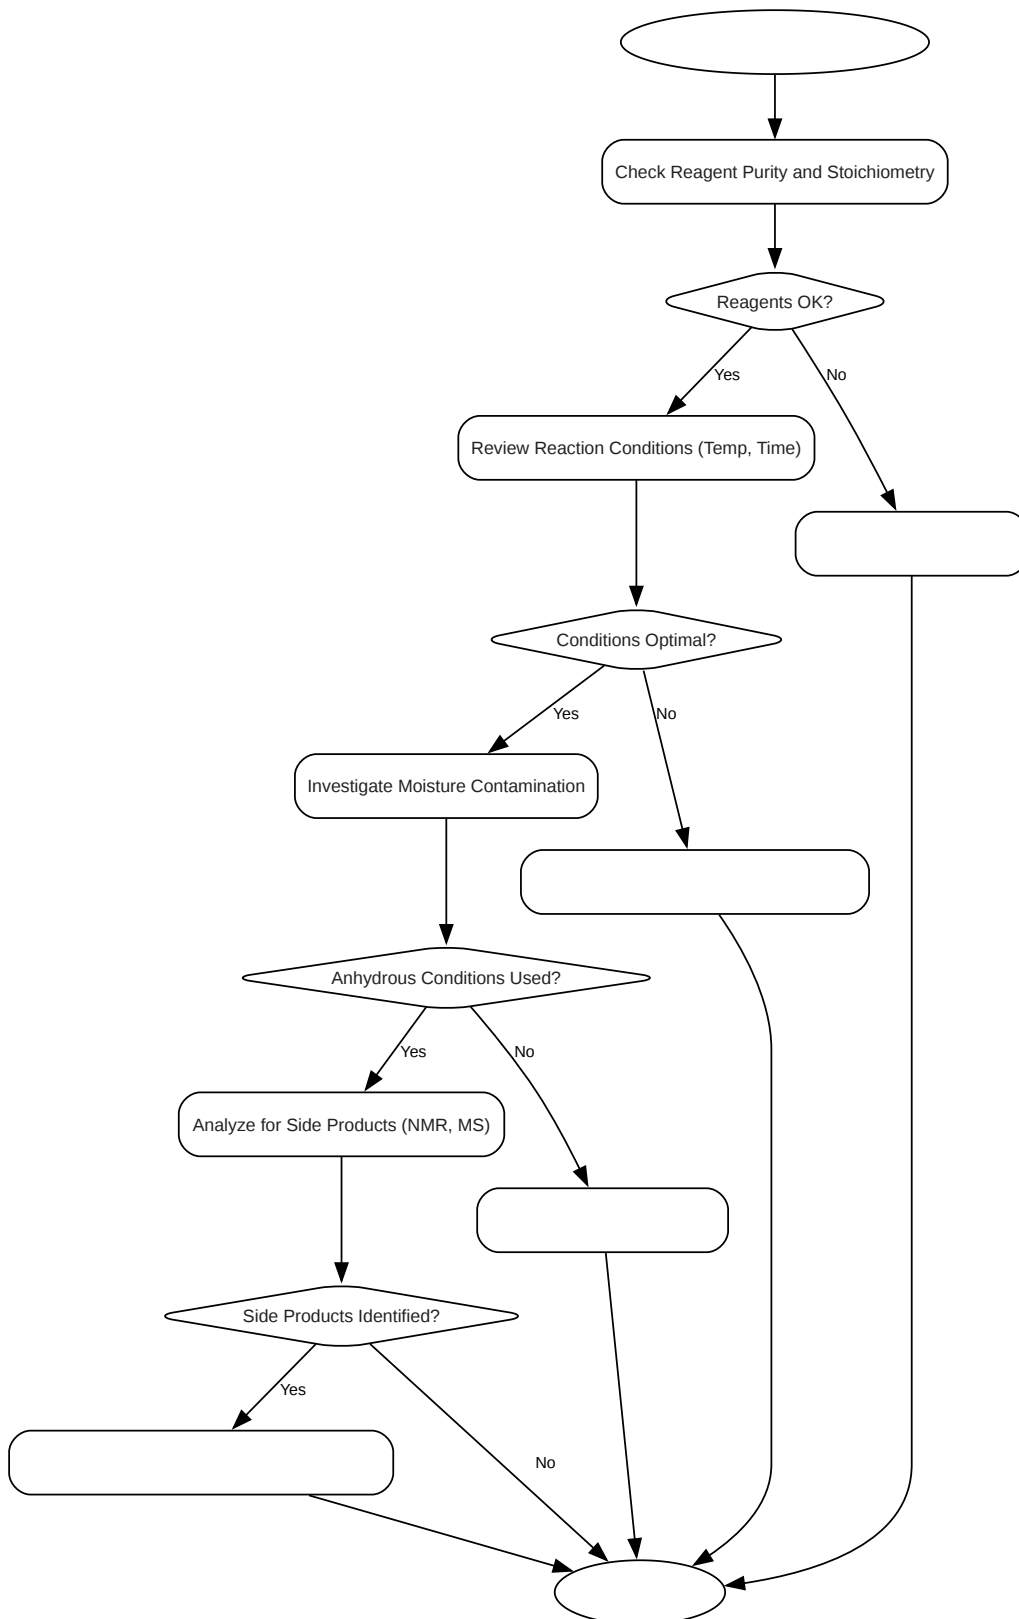 Check Reagent Purity and Stoichiometry
Reagents OK?
Yes
No
Review Reaction Conditions (Temp, Time)
Conditions Optimal?
Yes
No
Investigate Moisture Contamination
Anhydrous Conditions Used?
Yes
No
Analyze for Side Products (NMR, MS)
Side Products Identified?
Yes
No